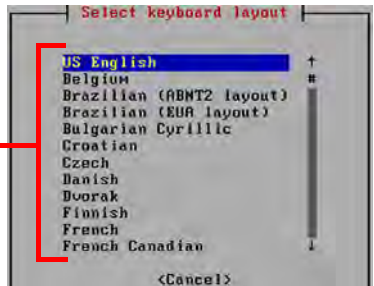 Select keyboard layout
US English
Belgium
Brazilian (ABNT2 layout)
Brazilian (EUA layout)
Bulgarian Cyrillic
Croatian
Czech
Danish
Dvorak
Finnish
French
French Canadian
<Cancel>